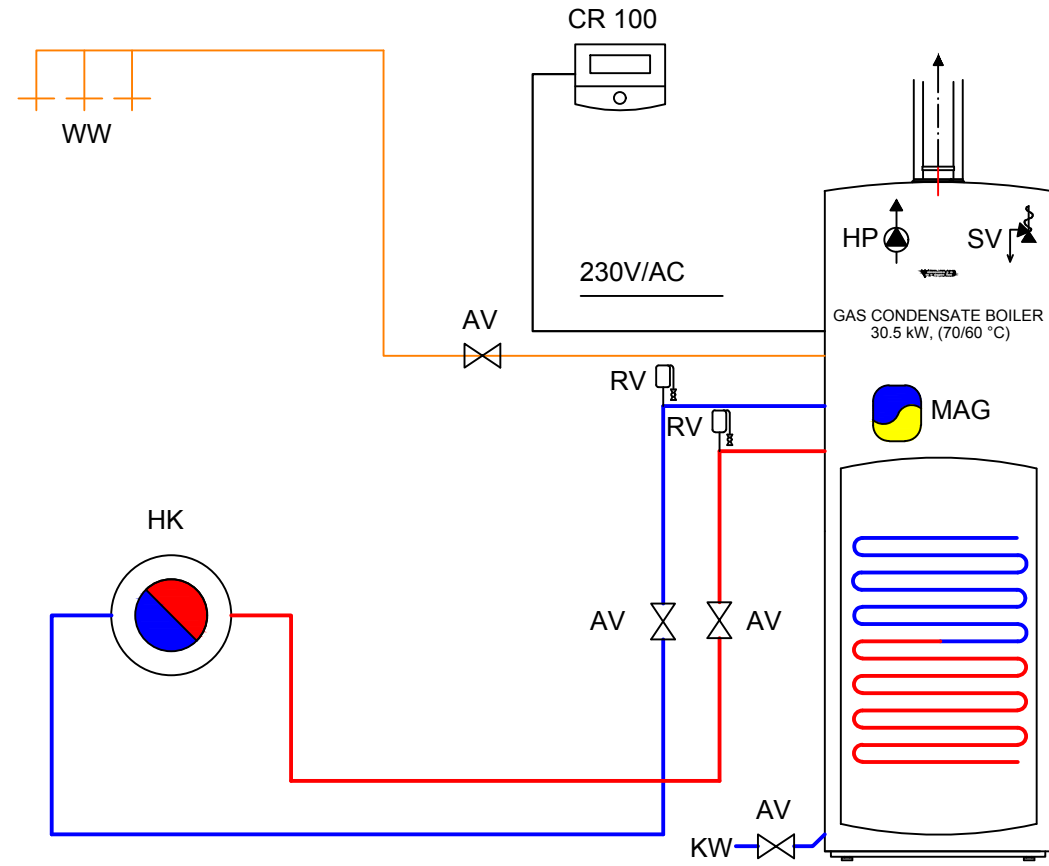 CR 100
WW
HP
SV
230V/AC
GAS CONDENSATE BOILER
30.5 kW, (70/60 °C)
AV
RV
MAG
RV
HK
AV
AV
AV
KW